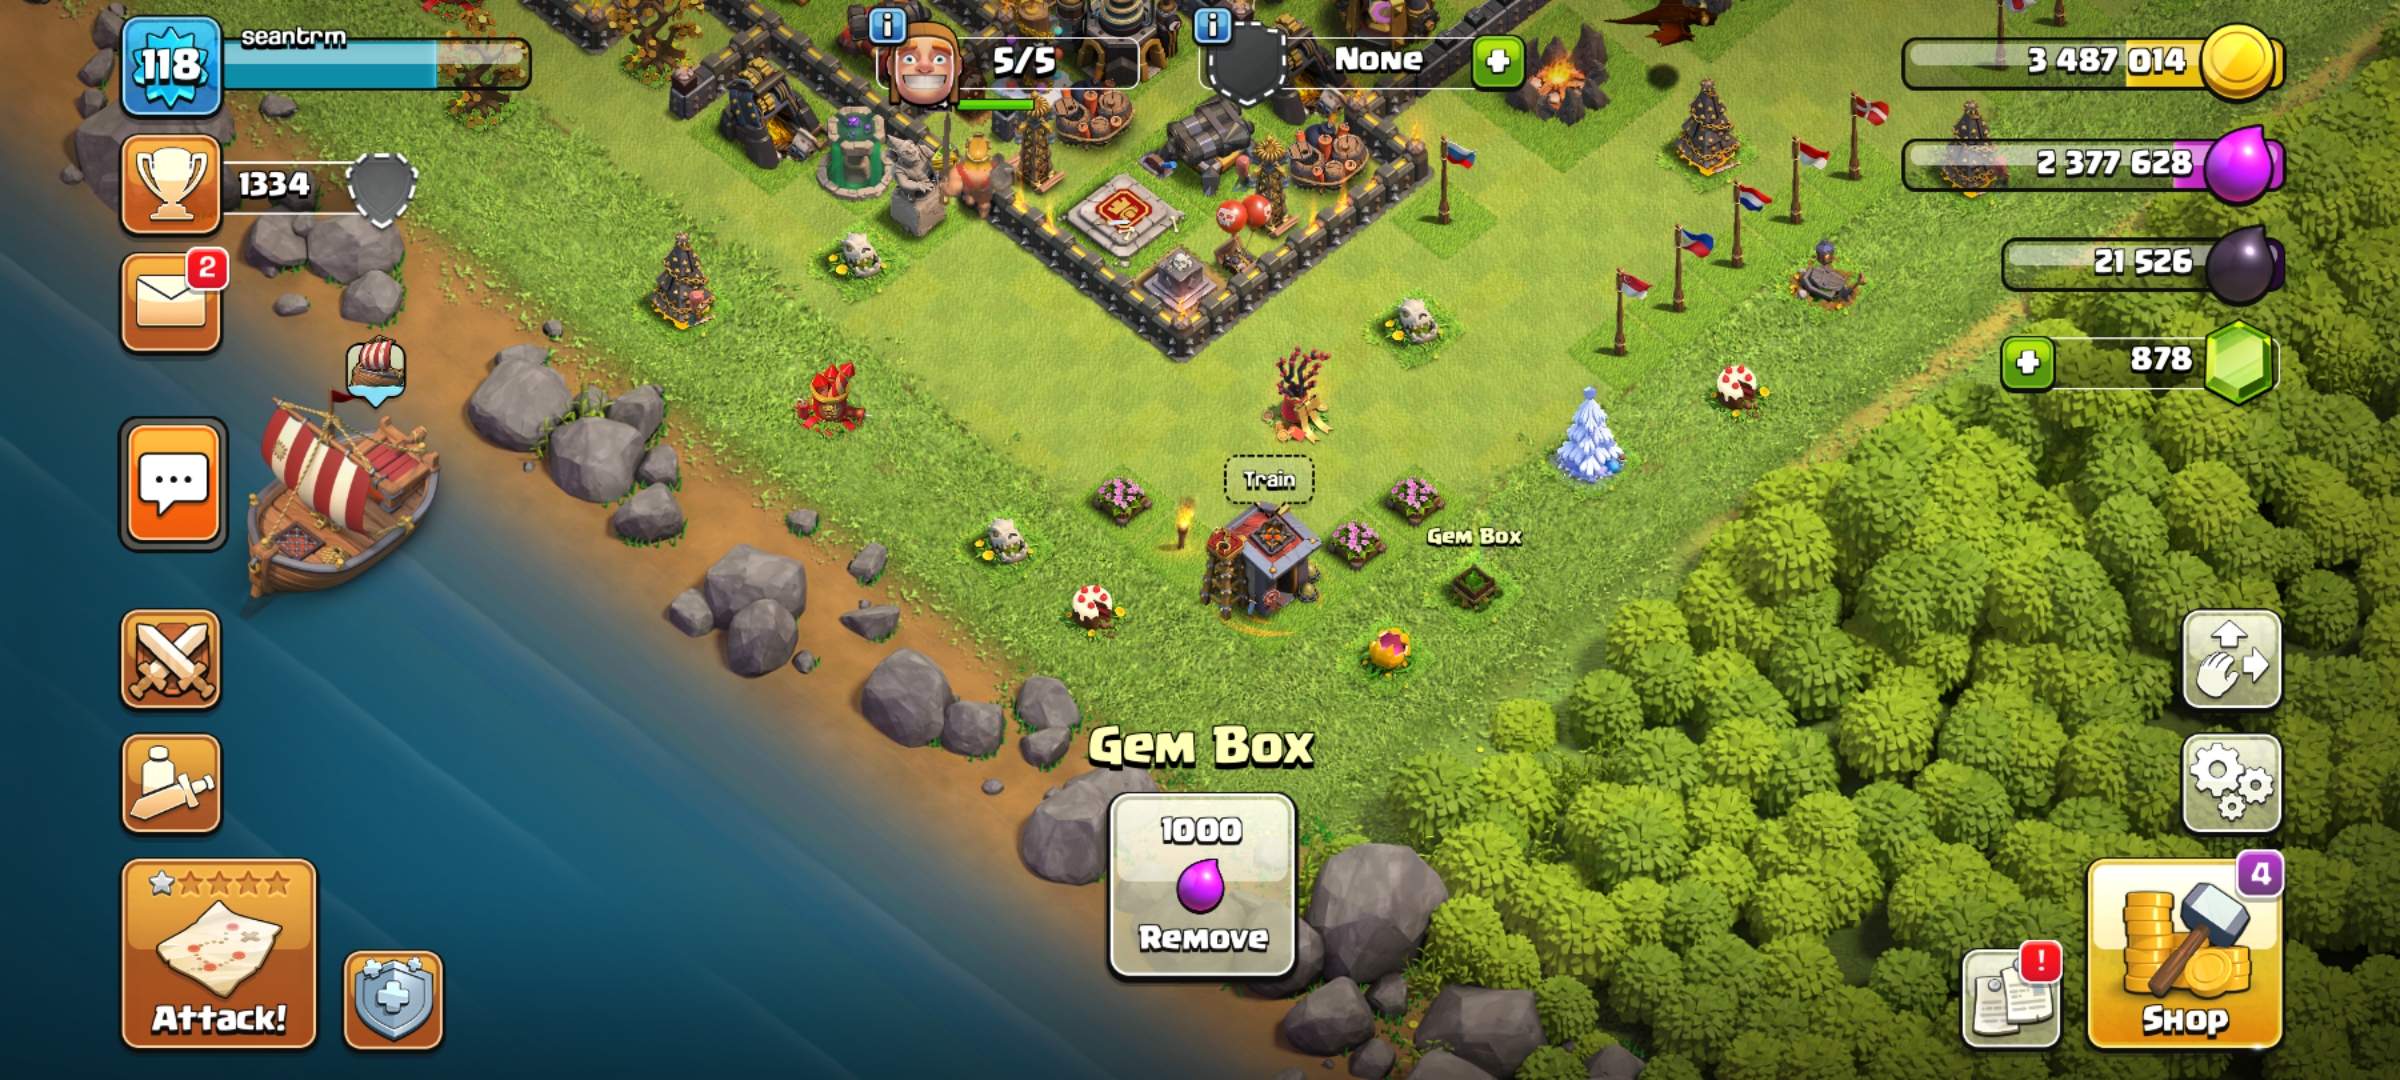 118
seantrm
5/5
None
3 487 014
1334
2 377 628
2
21 526
878
Train
Gem Box
Gem Box
1000
Remove
Attack!
4
!
Shop